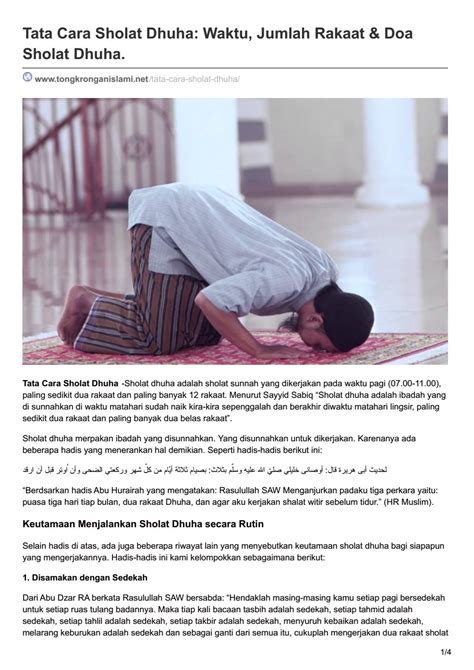 Tata Cara Sholat Dhuha: Waktu, Jumlah Rakaat & Doa
Sholat Dhuha.
www.tongkronganislami.net/tata-cara-sholat-dhuha/
Tata Cara Sholat Dhuha -Sholat dhuha adalah sholat sunnah yang dikerjakan pada waktu pagi (07.00-11.00),
paling sedikit dua rakaat dan paling banyak 12 rakaat. Menurut Sayyid Sabiq “Sholat dhuha adalah ibadah yang
di sunnahkan di waktu matahari sudah naik kira-kira sepenggalah dan berakhir diwaktu matahari lingsir, paling
sedikit dua rakaat dan paling banyak dua belas rakaat”.
Sholat dhuha merpakan ibadah yang disunnahkan. Yang disunnahkan untuk dikerjakan. Karenanya ada
beberapa hadis yang menerankan hal demikian. Seperti hadis-hadis berikut ini:
لحديث أبى هريرة قال: أوصانى خليلي صليّ الله عليه وسلّم بثلاث: بصيام ثلاثة أيّام من كلّ شهر وركعتي الضحى وأن أوتر قبل أن ارقد
“Berdsarkan hadis Abu Hurairah yang mengatakan: Rasulullah SAW Menganjurkan padaku tiga perkara yaitu:
puasa tiga hari tiap bulan, dua rakaat Dhuha, dan agar aku kerjakan shalat witir sebelum tidur.” (HR Muslim).
Keutamaan Menjalankan Sholat Dhuha secara Rutin
Selain hadis di atas, ada juga beberapa riwayat lain yang menyebutkan keutamaan sholat dhuha bagi siapapun
yang mengerjakannya. Hadis-hadis ini kami kelompokkan sebagaimana berikut:
1. Disamakan dengan Sedekah
Dari Abu Dzar RA berkata Rasulullah SAW bersabda: “Hendaklah masing-masing kamu setiap pagi bersedekah
untuk setiap ruas tulang badannya. Maka tiap kali bacaan tasbih adalah sedekah, setiap tahmid adalah
sedekah, setiap tahlil adalah sedekah, setiap takbir adalah sedekah, menyuruh kebaikan adalah sedekah,
melarang keburukan adalah sedekah dan sebagai ganti dari semua itu, cukuplah mengerjakan dua rakaat sholat
1/4